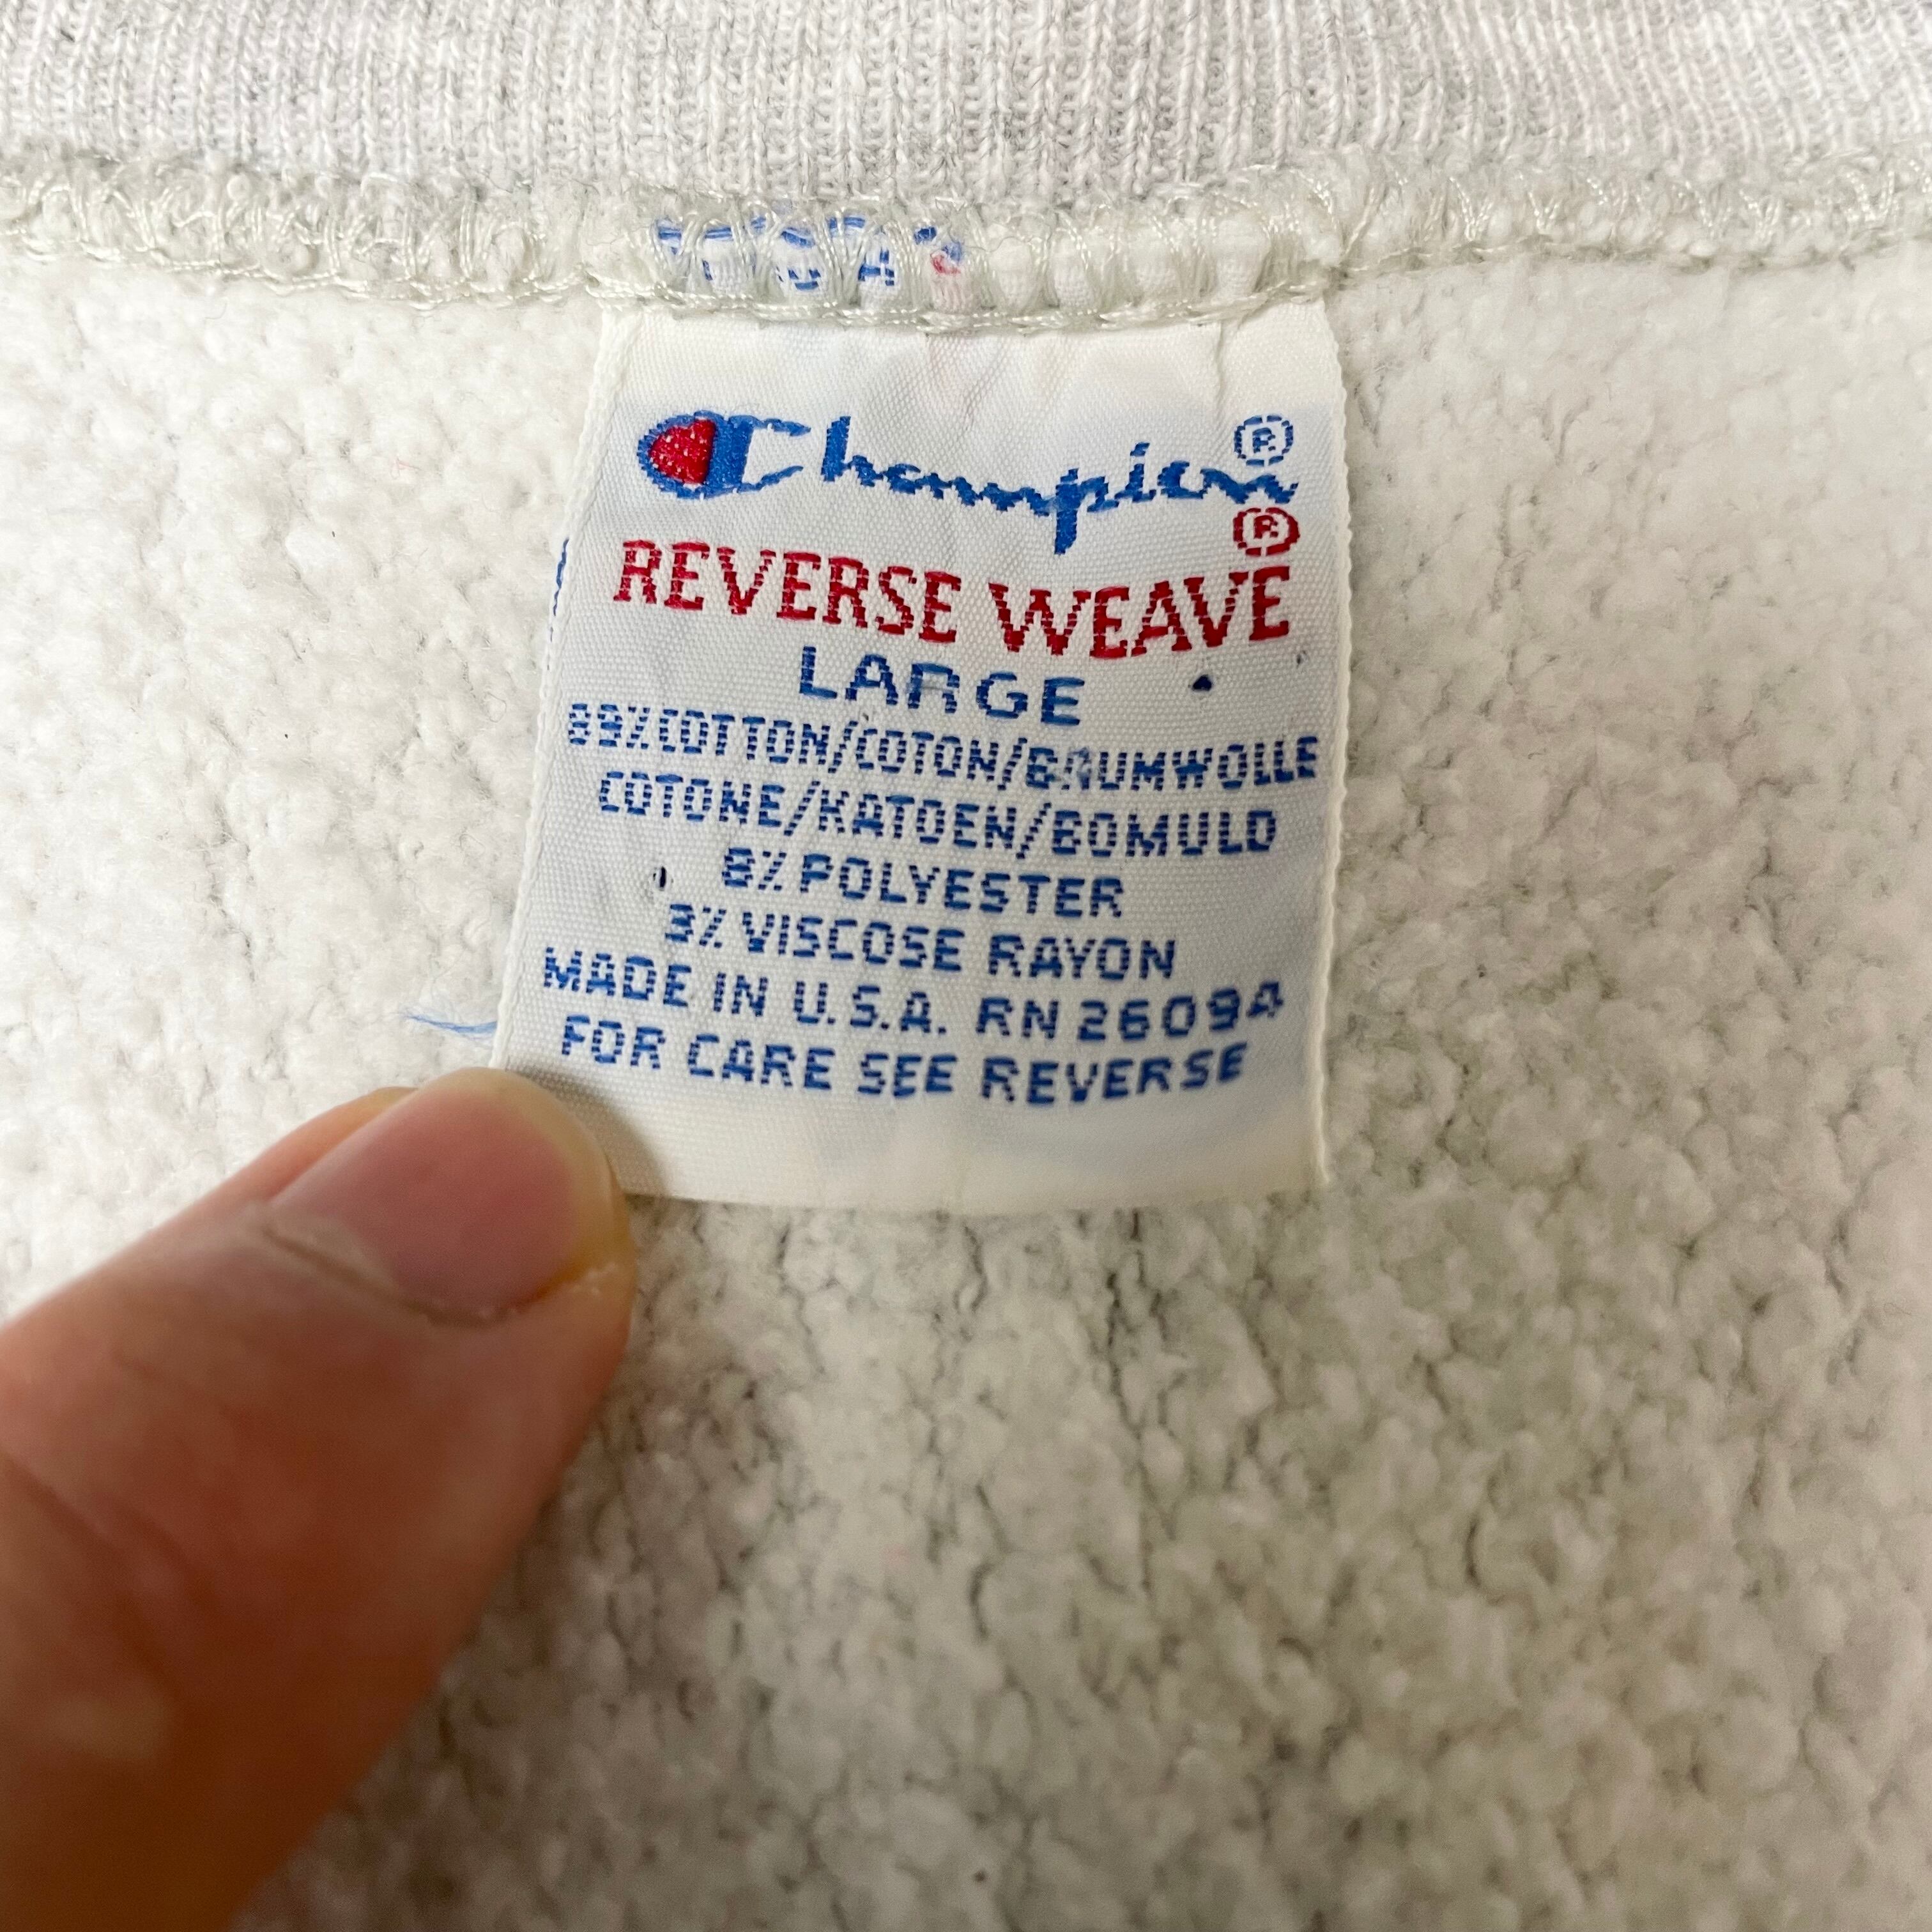 Champion®
REVERSE WEAVE®
LARGE
89% COTTON/COTON/BAUMWOLLE
COTONE/KATOEN/BOMULD
8% POLYESTER
3% VISCOSE RAYON
MADE IN U.S.A. RN 26094
FOR CARE SEE REVERSE